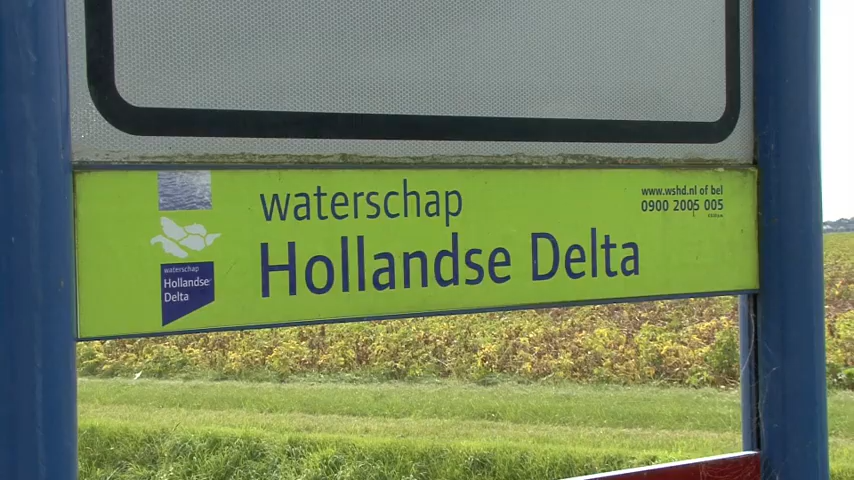 waterschap
Hollandse Delta
www.wshd.nl of bel
0900 2005 005
waterschap
Hollandse
Delta